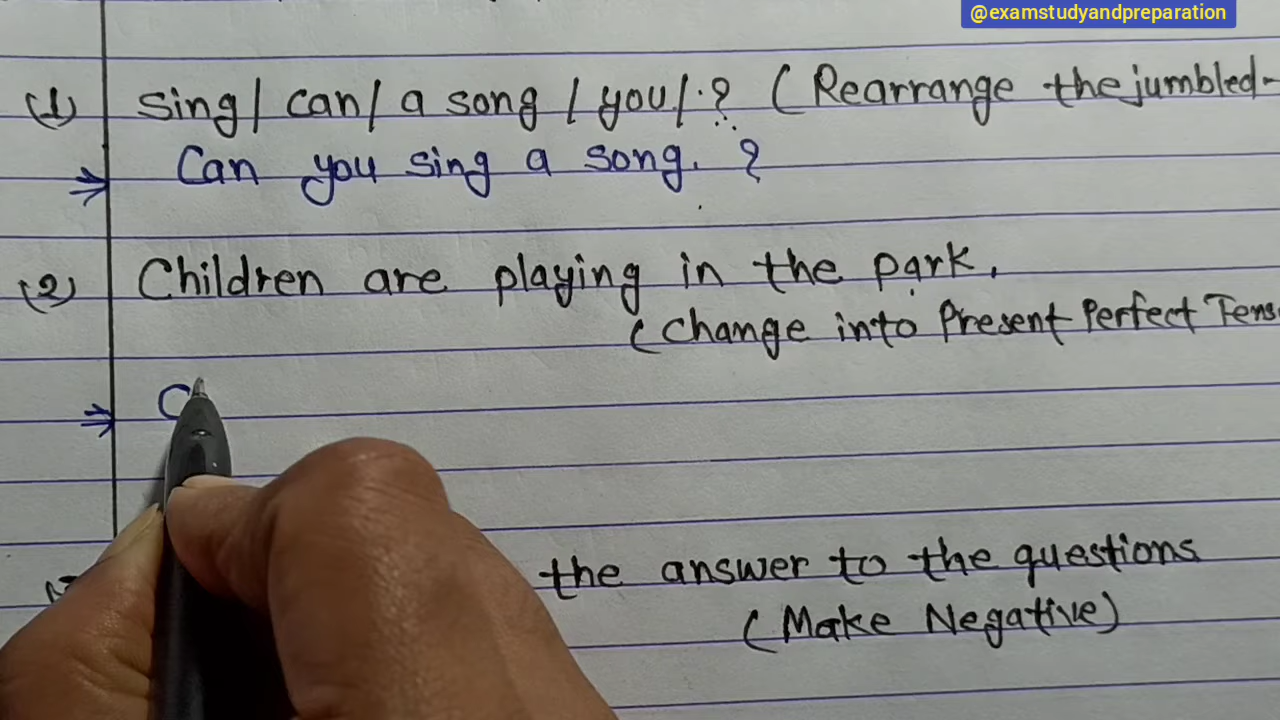 @examstudyandpreparation
(1) Sing / can / a song / you / . ? ( Rearrange the jumbled-
⇒ Can you sing a song. ?
(2) Children are playing in the park.
( Change into Present Perfect Tens
⇒ C
the answer to the questions
( Make Negative )